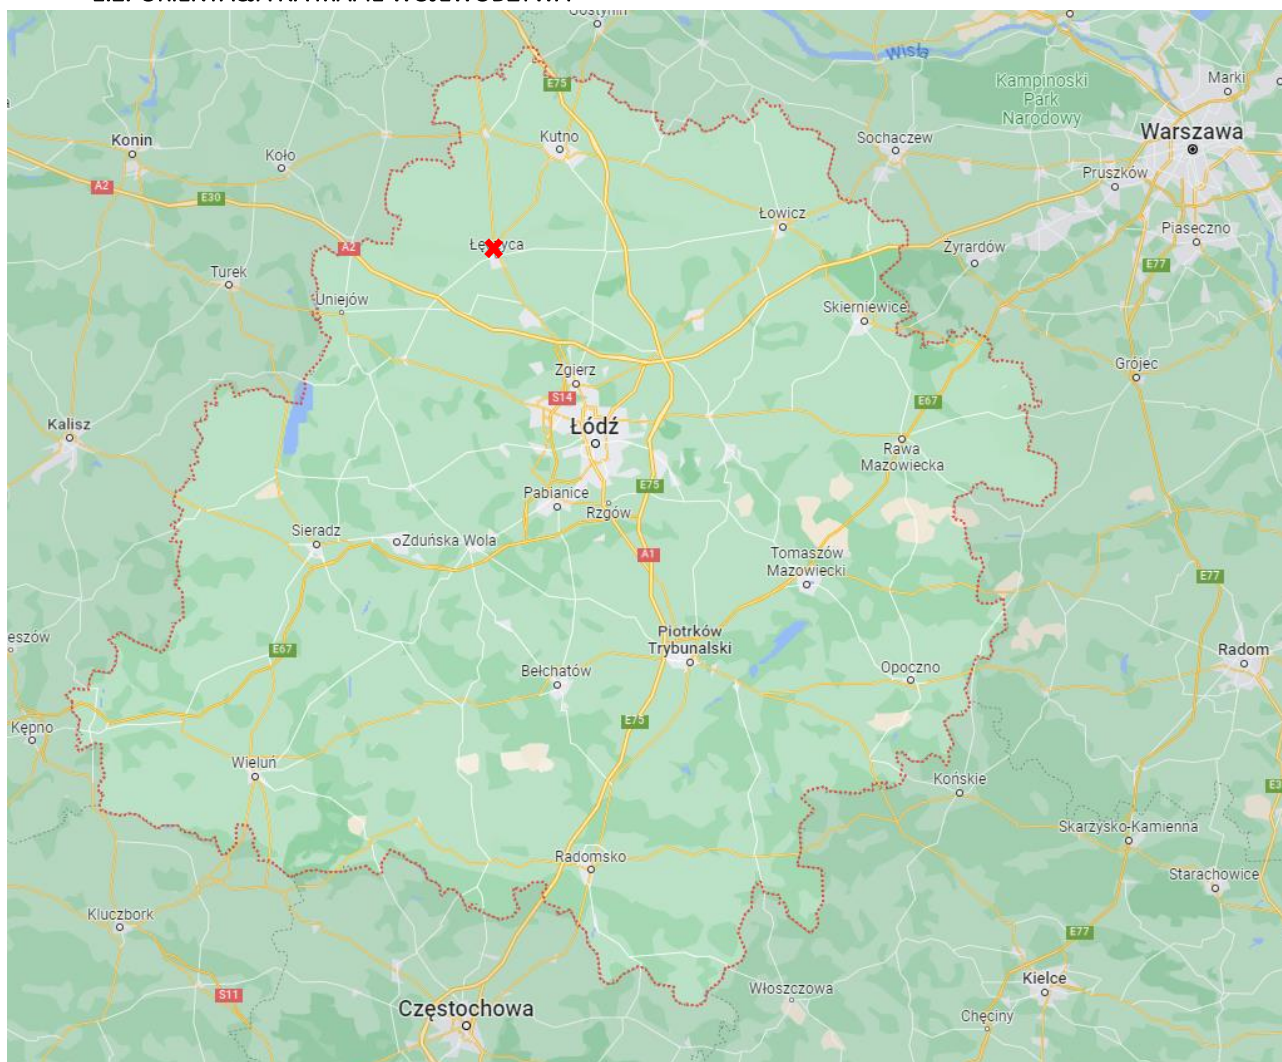 Gostynin
Wisła
E75
Kampinoski
Park
Narodowy
Marki
Konin
Koło
Kutno
Sochaczew
Warszawa
A2
E30
Pruszków
Łowicz
A2
Piaseczno
Żyrardów
E77
Turek
Uniejów
Skierniewice
Zgierz
Grójec
S14
E67
Kalisz
Łódź
Rawa
Mazowiecka
Pabianice
E75
Rzgów
Sieradz
Zduńska Wola
A1
Tomaszów
Mazowiecki
E77
eszów
E67
Piotrków
Trybunalski
Radom
Bełchatów
Opoczno
Kępno
E75
Wieluń
Końskie
E3
Skarżysko-Kamienna
Radomsko
Starachowice
Kluczbork
E77
S11
Włoszczowa
Kielce
Częstochowa
Chęciny